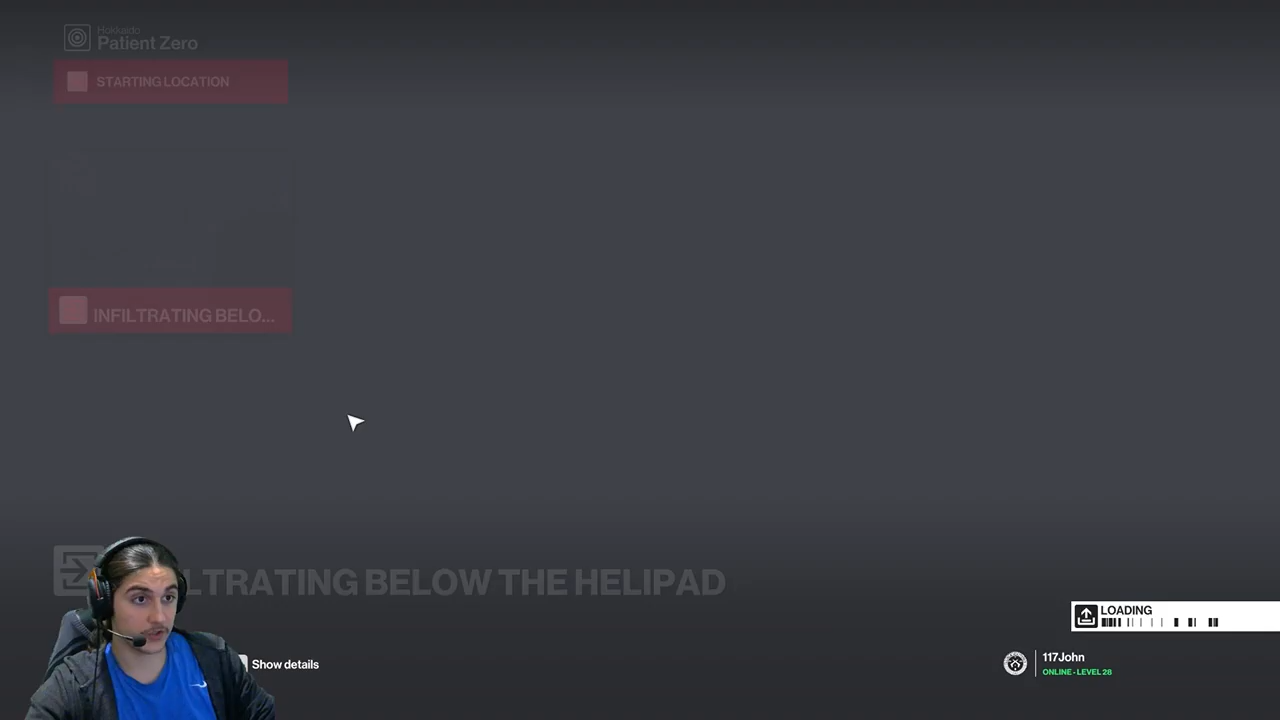 Hokkaido
Patient Zero
STARTING LOCATION
INFILTRATING BELO...
LTRATING BELOW THE HELIPAD
LOADING
Show details
117John
ONLINE - LEVEL 28